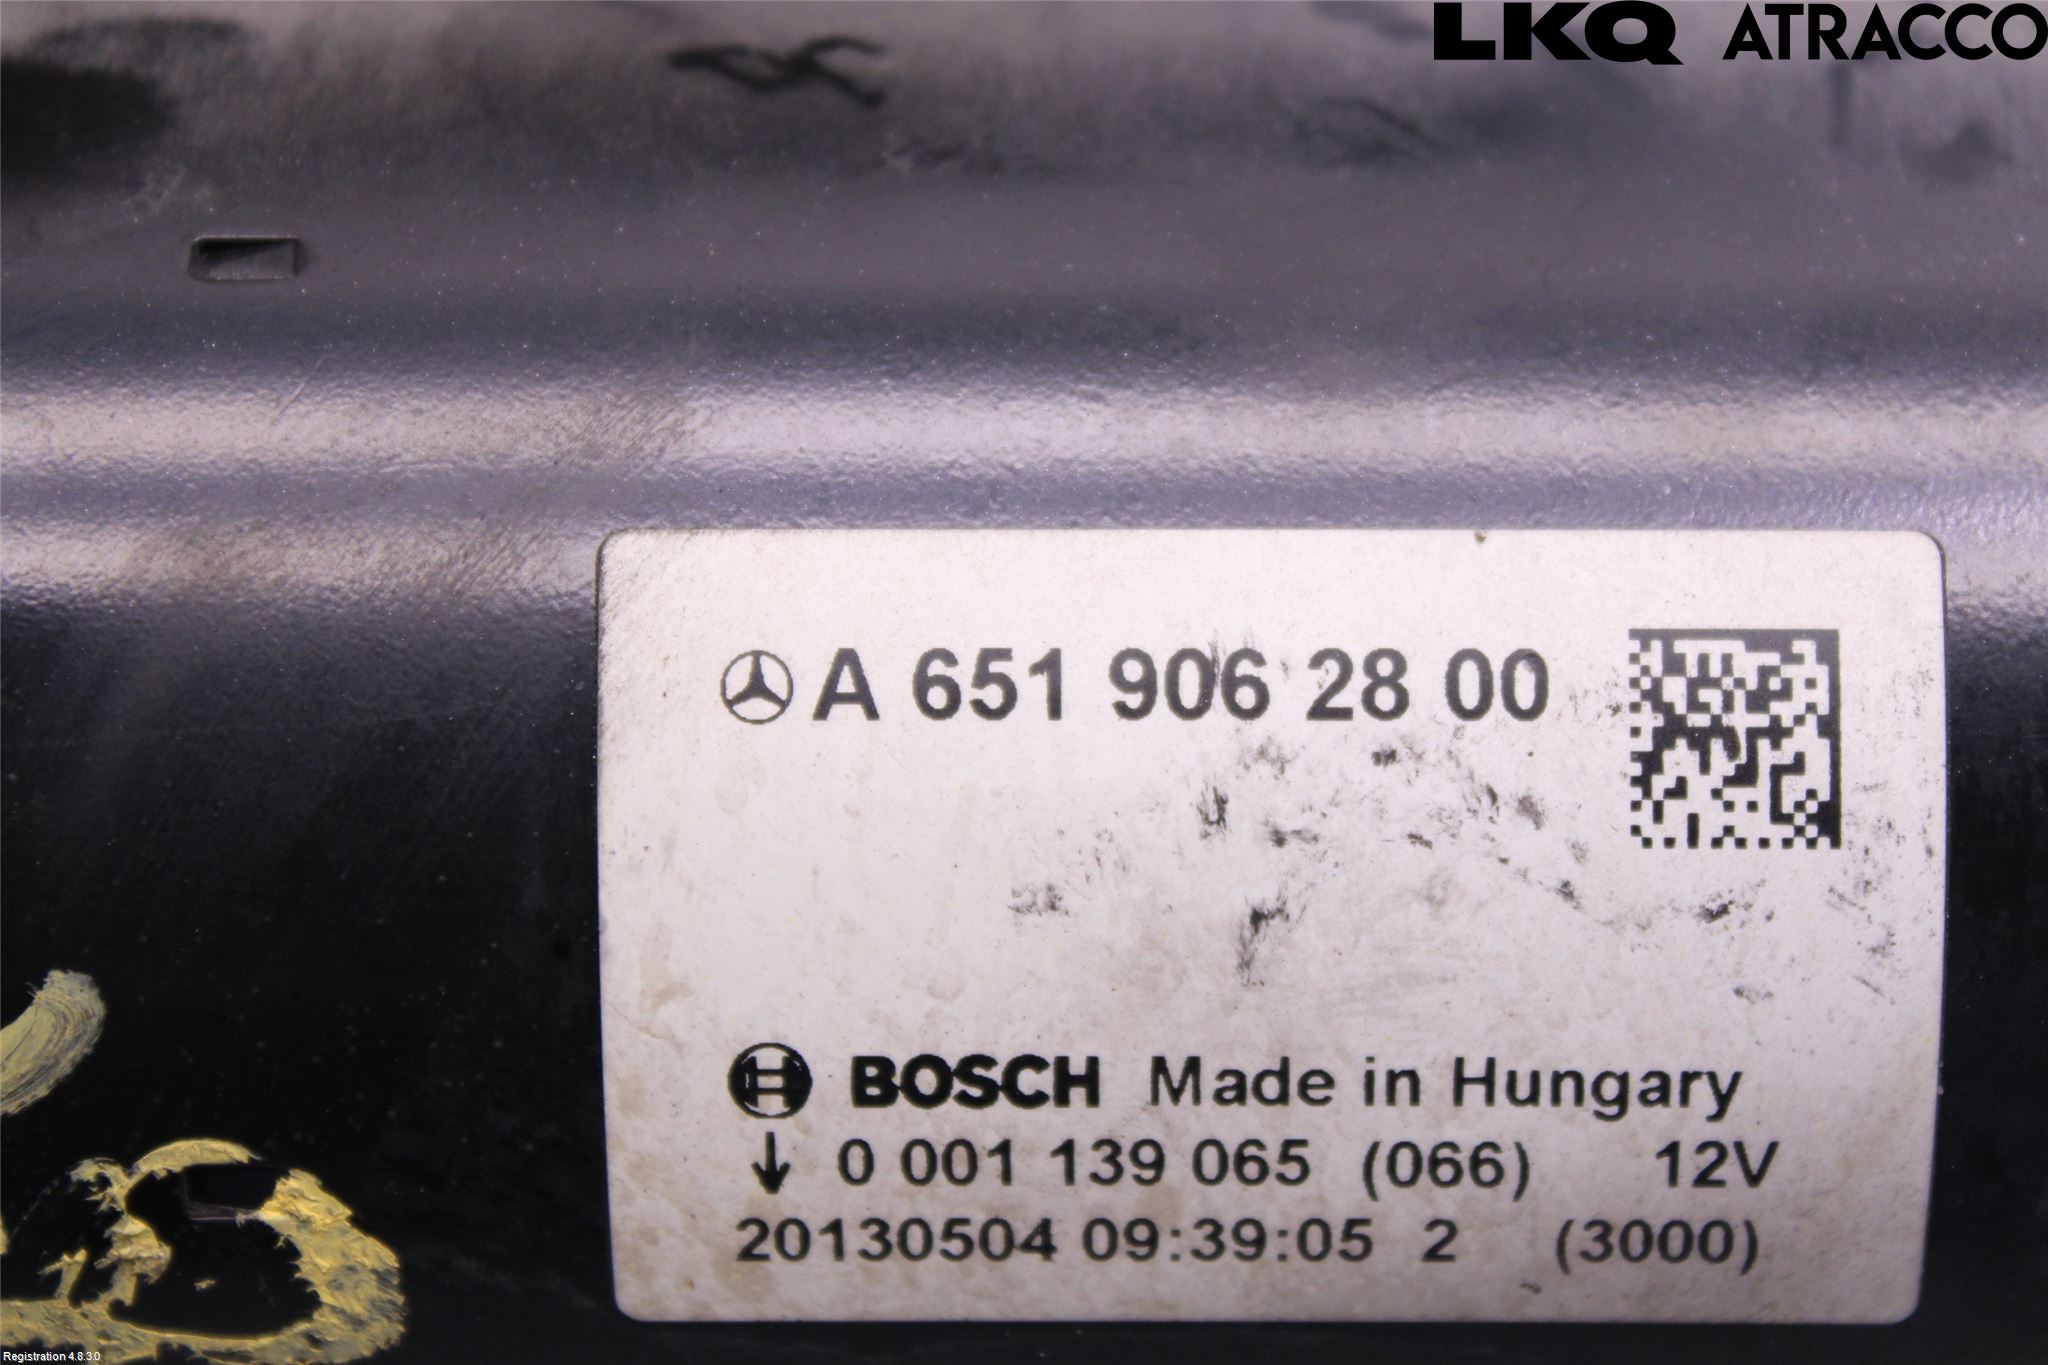 LKQ ATRACCO
A 651 906 28 00
BOSCH Made in Hungary
↓ 0 001 139 065 (066) 12V
20130504 09:39:05 2 (3000)
Registration 4.8.3.0